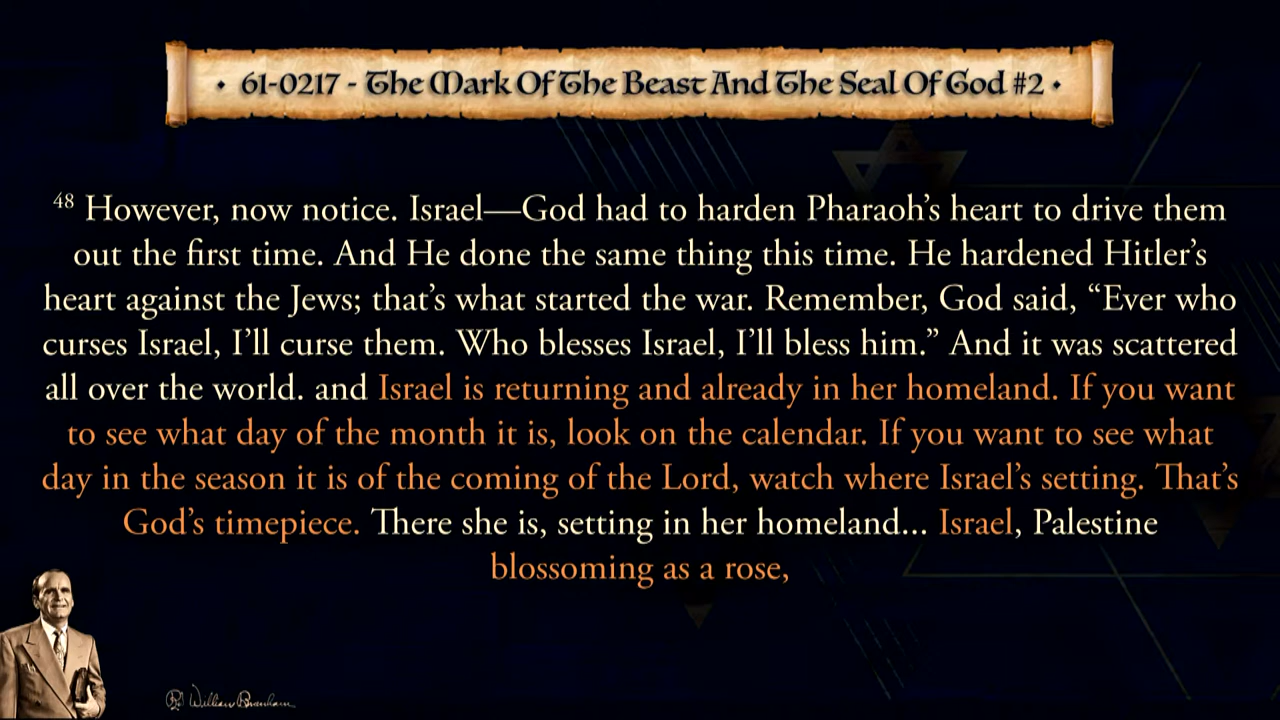 • 61-0217 - The Mark Of The Beast And The Seal Of God #2 •
48 However, now notice. Israel—God had to harden Pharaoh's heart to drive them
out the first time. And He done the same thing this time. He hardened Hitler's
heart against the Jews; that's what started the war. Remember, God said, “Ever who
curses Israel, I'll curse them. Who blesses Israel, I'll bless him.” And it was scattered
all over the world. and Israel is returning and already in her homeland. If you want
to see what day of the month it is, look on the calendar. If you want to see what
day in the season it is of the coming of the Lord, watch where Israel's setting. That's
God's timepiece. There she is, setting in her homeland... Israel, Palestine
blossoming as a rose,
William Branham